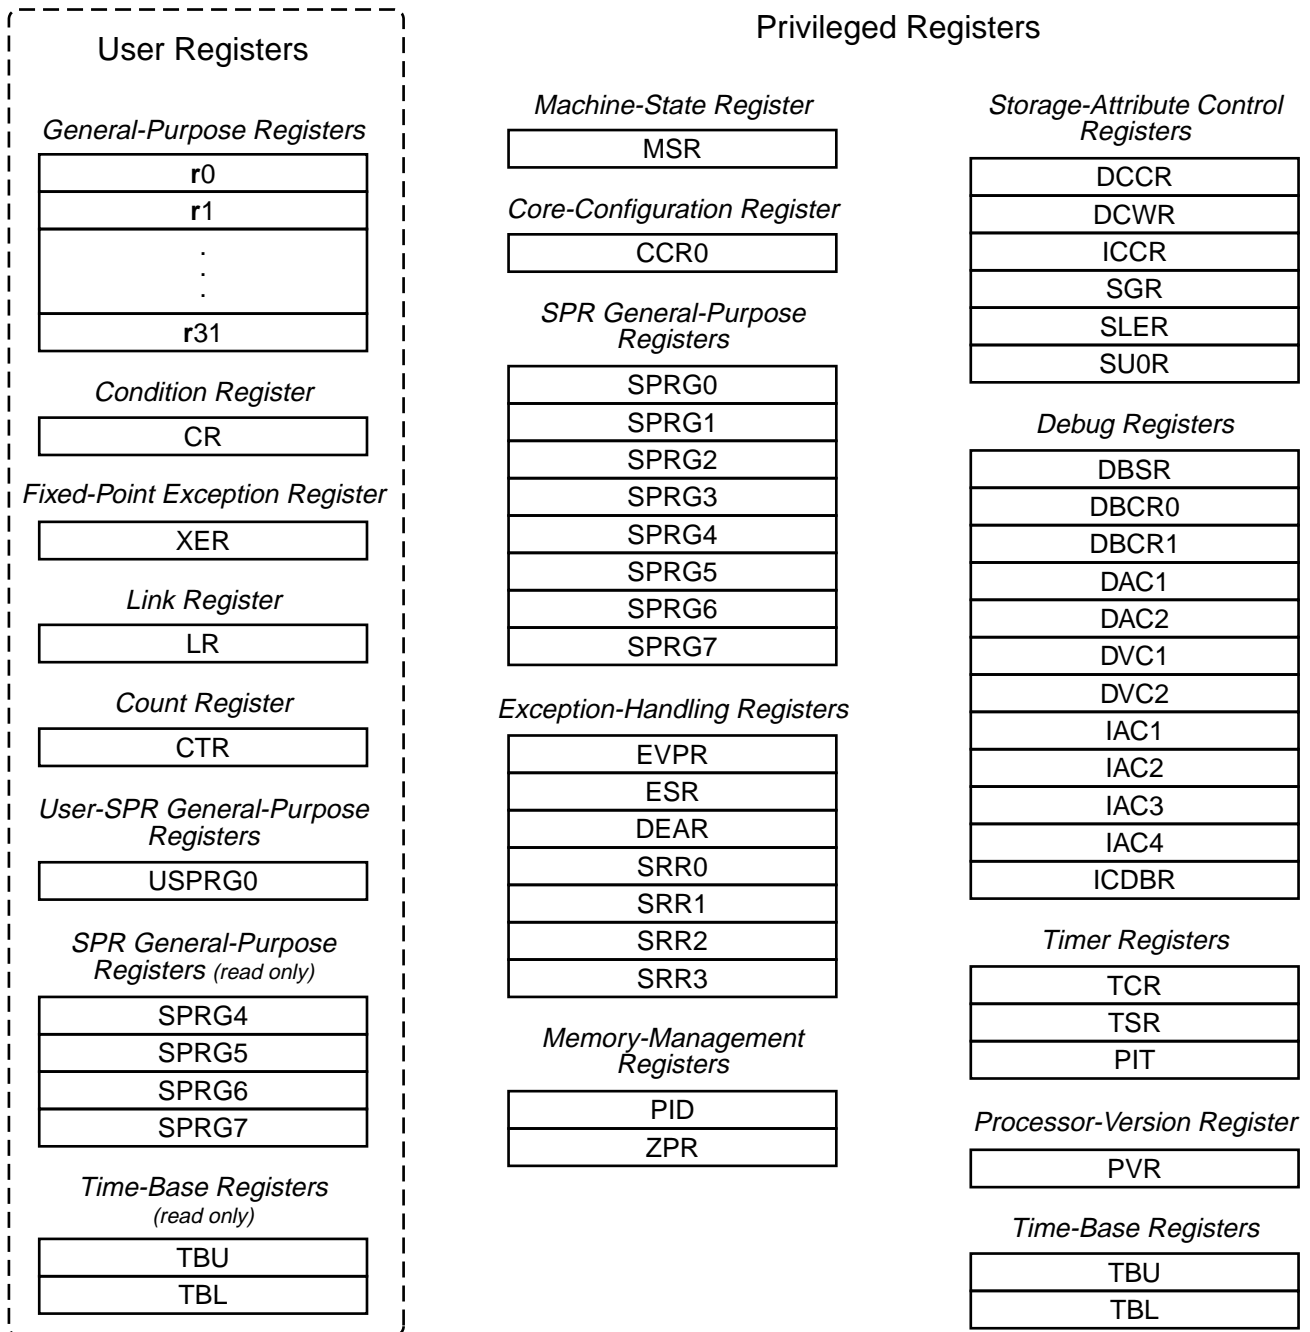 User Registers
General-Purpose Registers
r0
r1
.
.
.
r31
Condition Register
CR
Fixed-Point Exception Register
XER
Link Register
LR
Count Register
CTR
User-SPR General-Purpose
Registers
USPRG0
SPR General-Purpose
Registers (read only)
SPRG4
SPRG5
SPRG6
SPRG7
Time-Base Registers
(read only)
TBU
TBL
Privileged Registers
Machine-State Register
MSR
Core-Configuration Register
CCR0
SPR General-Purpose
Registers
SPRG0
SPRG1
SPRG2
SPRG3
SPRG4
SPRG5
SPRG6
SPRG7
Exception-Handling Registers
EVPR
ESR
DEAR
SRR0
SRR1
SRR2
SRR3
Memory-Management
Registers
PID
ZPR
Storage-Attribute Control
Registers
DCCR
DCWR
ICCR
SGR
SLER
SU0R
Debug Registers
DBSR
DBCR0
DBCR1
DAC1
DAC2
DVC1
DVC2
IAC1
IAC2
IAC3
IAC4
ICDBR
Timer Registers
TCR
TSR
PIT
Processor-Version Register
PVR
Time-Base Registers
TBU
TBL